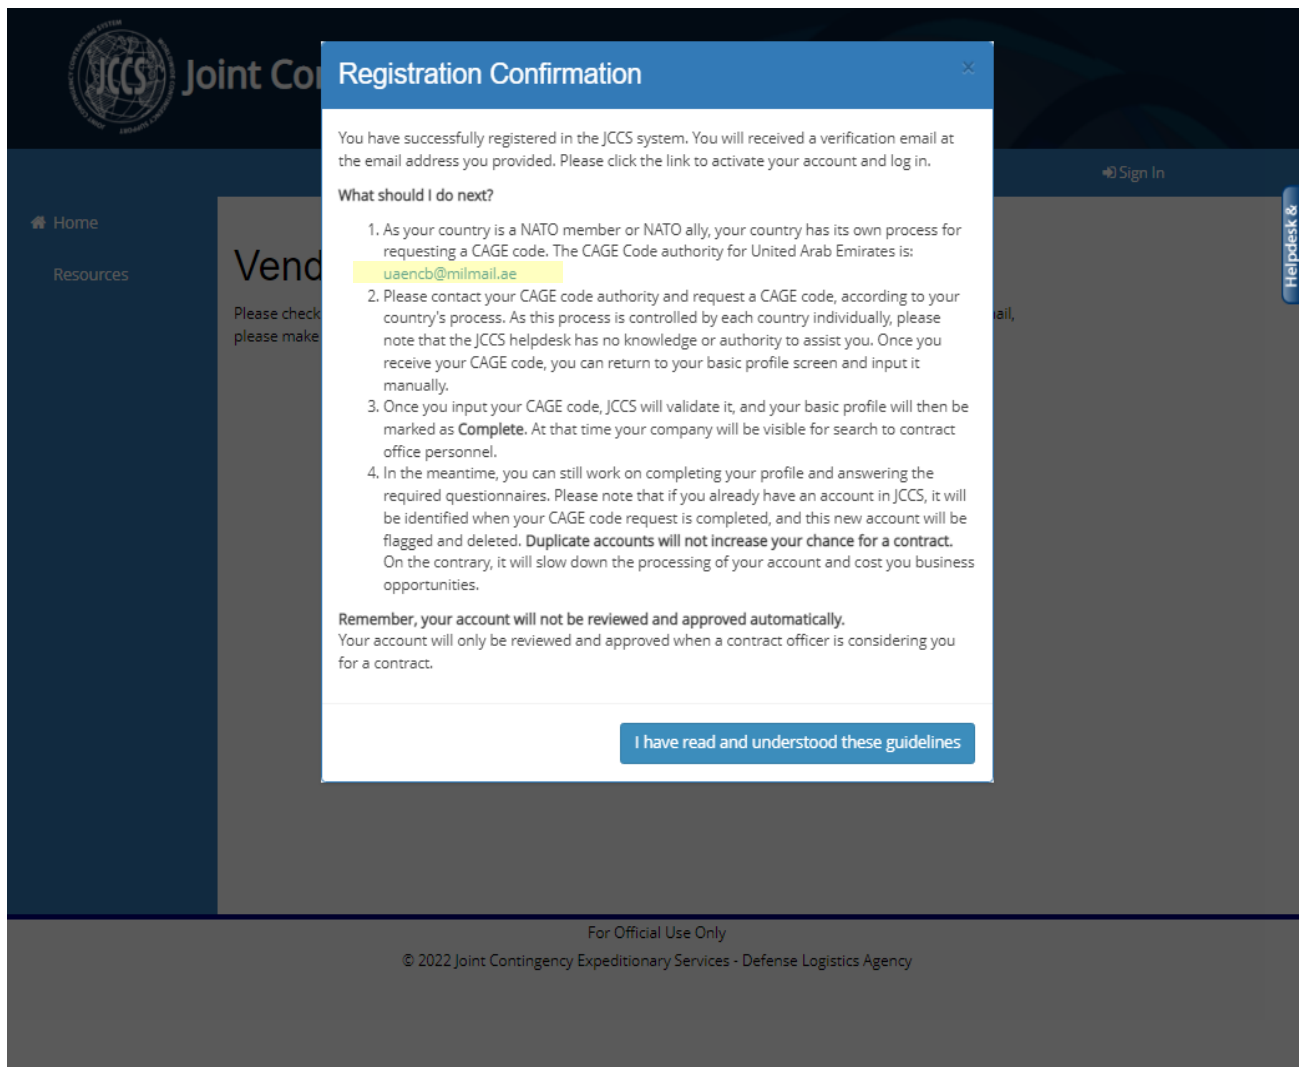 JOINT CONTINGENCY CONTRACTING SYSTEM
JCCS
Joint Co
Registration Confirmation
×
You have successfully registered in the JCCS system. You will received a verification email at
the email address you provided. Please click the link to activate your account and log in.
Sign In
What should I do next?
Home
Resources
Helpdesk &
1. As your country is a NATO member or NATO ally, your country has its own process for
requesting a CAGE code. The CAGE Code authority for United Arab Emirates is:
uaencb@milmail.ae
2. Please contact your CAGE code authority and request a CAGE code, according to your
country's process. As this process is controlled by each country individually, please
note that the JCCS helpdesk has no knowledge or authority to assist you. Once you
receive your CAGE code, you can return to your basic profile screen and input it
manually.
3. Once you input your CAGE code, JCCS will validate it, and your basic profile will then be
marked as Complete. At that time your company will be visible for search to contract
office personnel.
4. In the meantime, you can still work on completing your profile and answering the
required questionnaires. Please note that if you already have an account in JCCS, it will
be identified when your CAGE code request is completed, and this new account will be
flagged and deleted. Duplicate accounts will not increase your chance for a contract.
On the contrary, it will slow down the processing of your account and cost you business
opportunities.
Remember, your account will not be reviewed and approved automatically.
Your account will only be reviewed and approved when a contract officer is considering you
for a contract.
I have read and understood these guidelines
Vend
Please check
ail,
please make
For Official Use Only
© 2022 Joint Contingency Expeditionary Services - Defense Logistics Agency